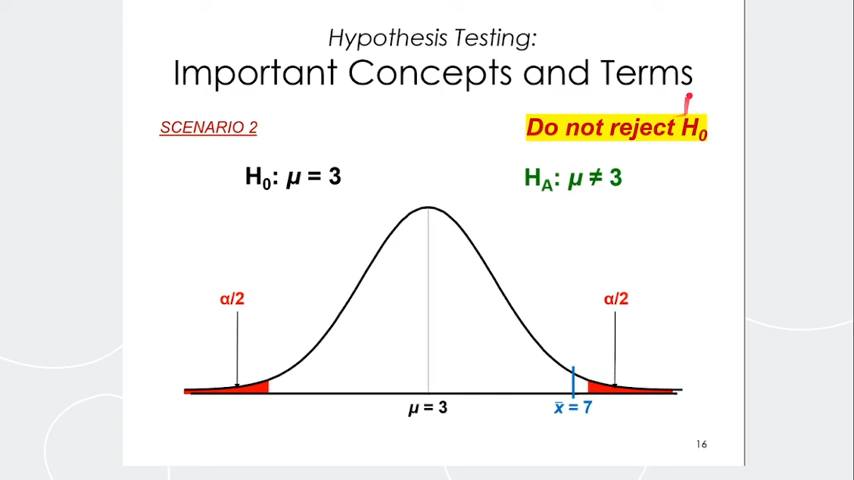 Hypothesis Testing:
Important Concepts and Terms
SCENARIO 2
Do not reject H₀
H₀: μ = 3
H_A: μ ≠ 3
α/2
α/2
μ = 3
x̄ = 7
16